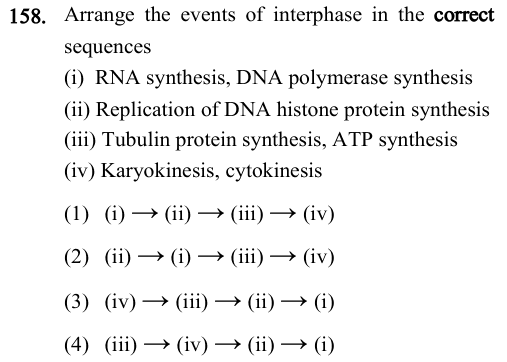 158. Arrange the events of interphase in the correct
sequences
(i) RNA synthesis, DNA polymerase synthesis
(ii) Replication of DNA histone protein synthesis
(iii) Tubulin protein synthesis, ATP synthesis
(iv) Karyokinesis, cytokinesis
(1) (i) → (ii) → (iii) → (iv)
(2) (ii) → (i) → (iii) → (iv)
(3) (iv) → (iii) → (ii) → (i)
(4) (iii) → (iv) → (ii) → (i)